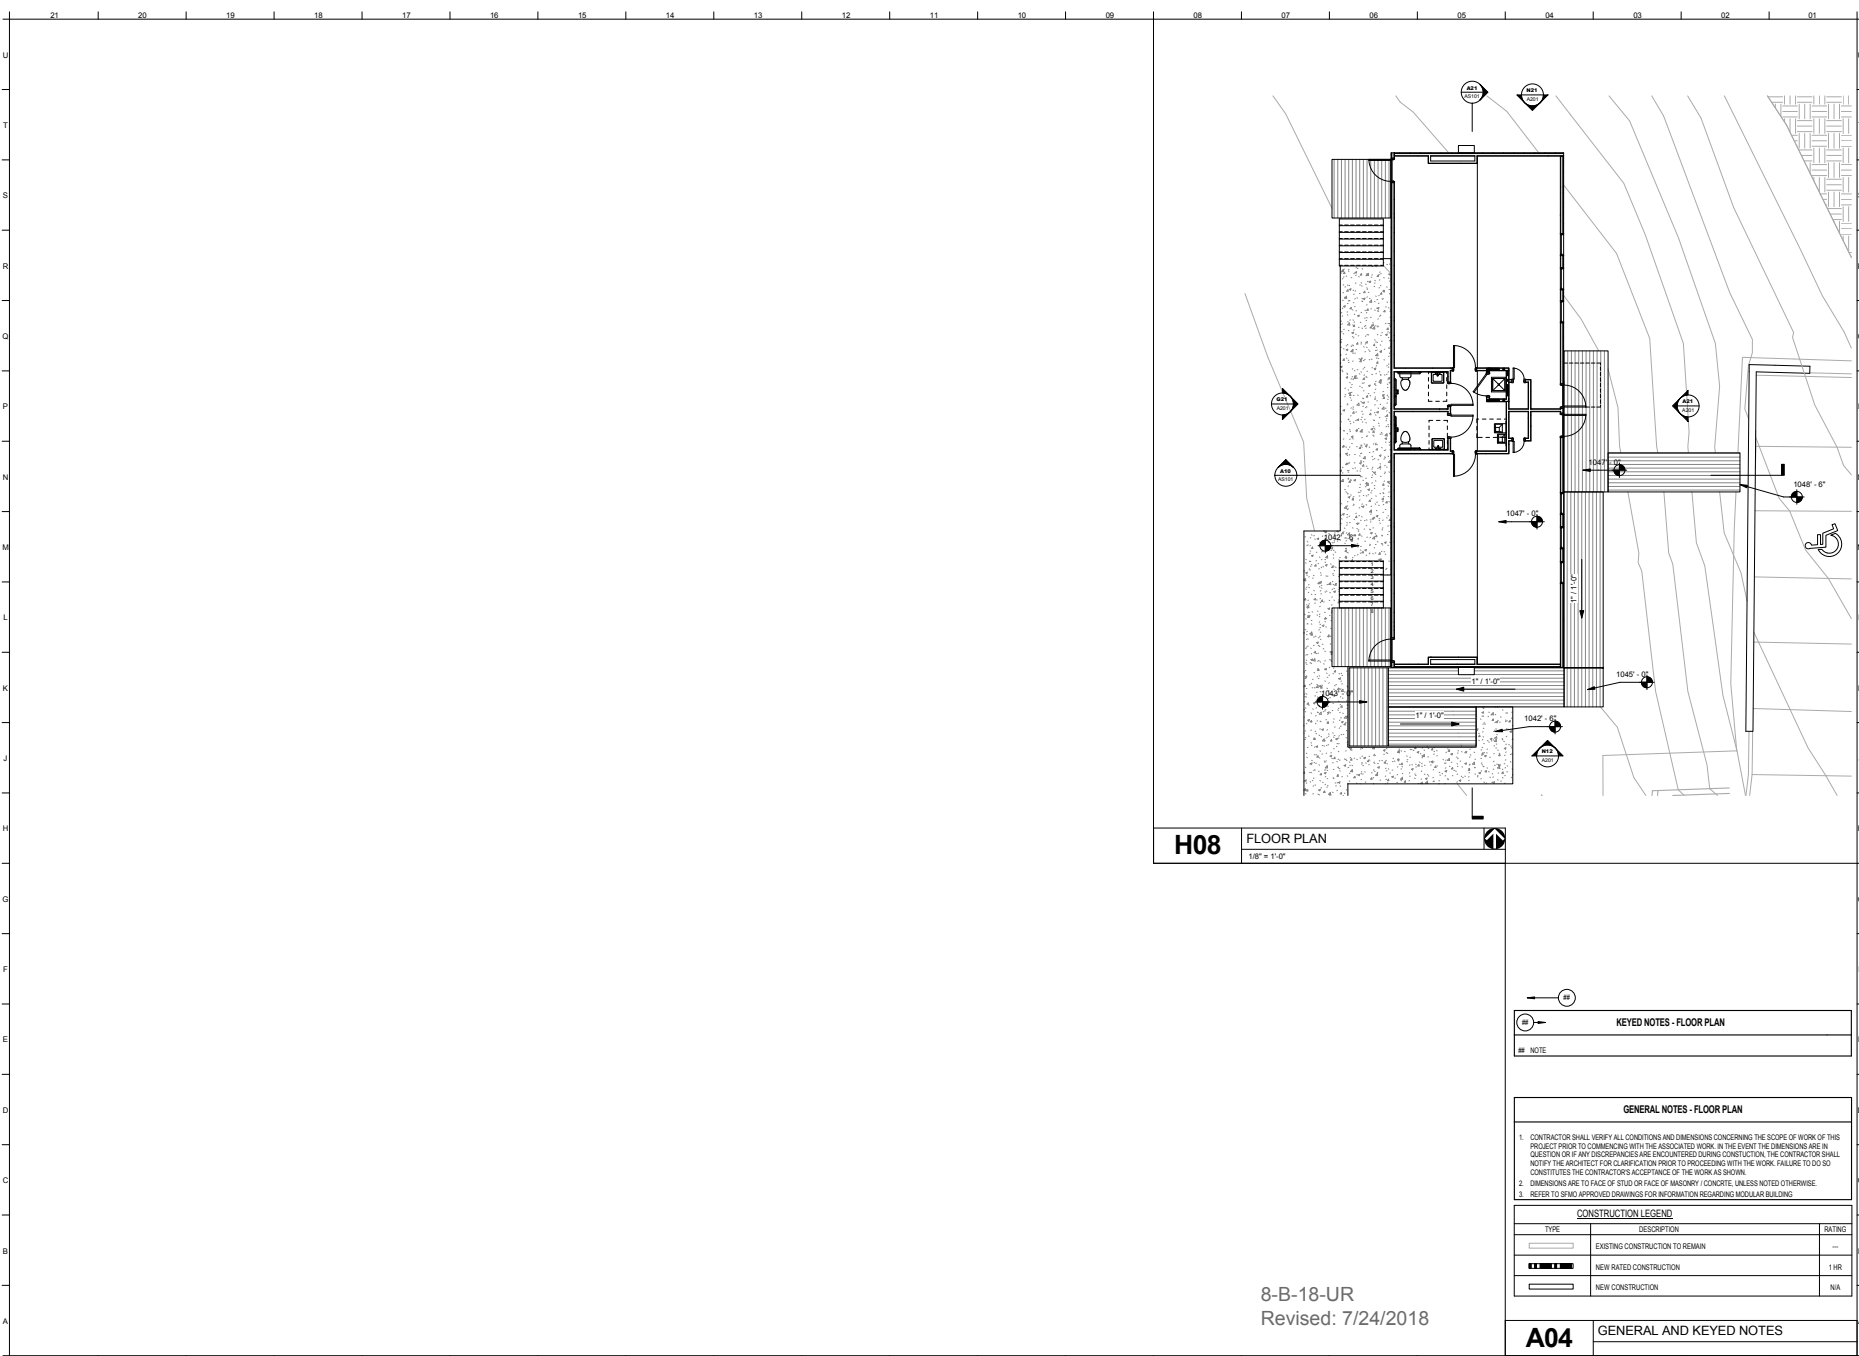 21 20 19 18 17 16 15 14 13 12 11 10 09 08 07 06 05 04 03 02 01
U
T
S
R
Q
P
N
M
L
K
J
H
G
F
E
D
C
B
A
A21
AS101
N21
A201
G21
A201
A21
A201
A10
AS101
1047' - 0"
1048' - 6"
1047' - 0"
1042' - 6"
1" / 1'-0"
1045' - 0"
1" / 1'-0"
1043' - 0"
1" / 1'-0"
1042' - 6"
N12
A201
H08
FLOOR PLAN
1/8" = 1'-0"
##
## KEYED NOTES - FLOOR PLAN
## NOTE
GENERAL NOTES - FLOOR PLAN
1. CONTRACTOR SHALL VERIFY ALL CONDITIONS AND DIMENSIONS CONCERNING THE SCOPE OF WORK OF THIS
PROJECT PRIOR TO COMMENCING WITH THE ASSOCIATED WORK. IN THE EVENT THE DIMENSIONS ARE IN
QUESTION OR IF ANY DISCREPANCIES ARE ENCOUNTERED DURING CONSTUCTION, THE CONTRACTOR SHALL
NOTIFY THE ARCHITECT FOR CLARIFICATION PRIOR TO PROCEEDING WITH THE WORK. FAILURE TO DO SO
CONSTITUTES THE CONTRACTOR'S ACCEPTANCE OF THE WORK AS SHOWN.
2. DIMENSIONS ARE TO FACE OF STUD OR FACE OF MASONRY / CONCRTE, UNLESS NOTED OTHERWISE.
3. REFER TO SFMO APPROVED DRAWINGS FOR INFORMATION REGARDING MODULAR BUILDING
CONSTRUCTION LEGEND
TYPE DESCRIPTION RATING
EXISTING CONSTRUCTION TO REMAIN ---
NEW RATED CONSTRUCTION 1 HR
NEW CONSTRUCTION N/A
8-B-18-UR
Revised: 7/24/2018
A04
GENERAL AND KEYED NOTES